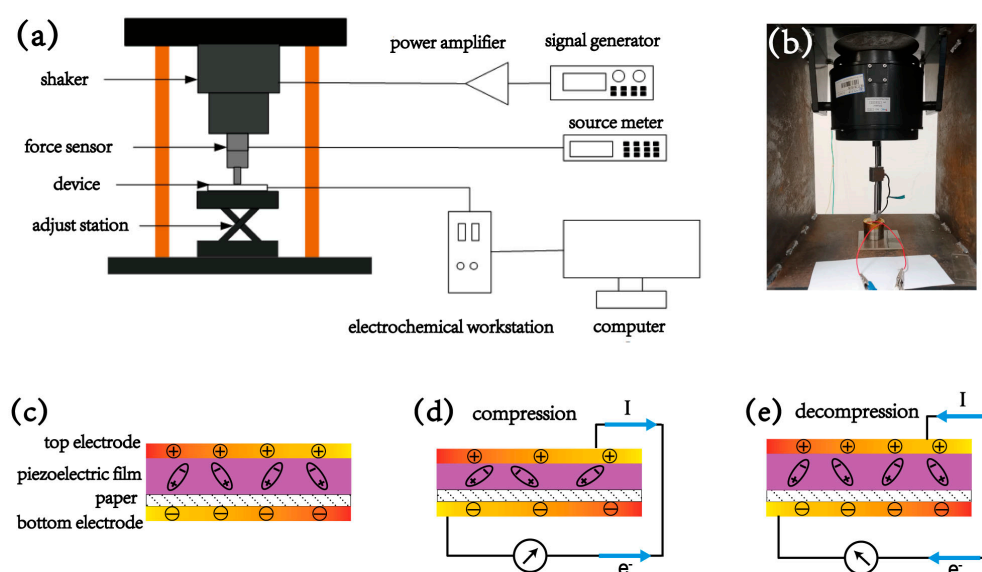 (a)
power amplifier
signal generator
shaker
source meter
force sensor
device
adjust station
electrochemical workstation
computer
(b)
(c)
top electrode
piezoelectric film
paper
bottom electrode
(d)
compression
I
e-
(e)
decompression
I
e-